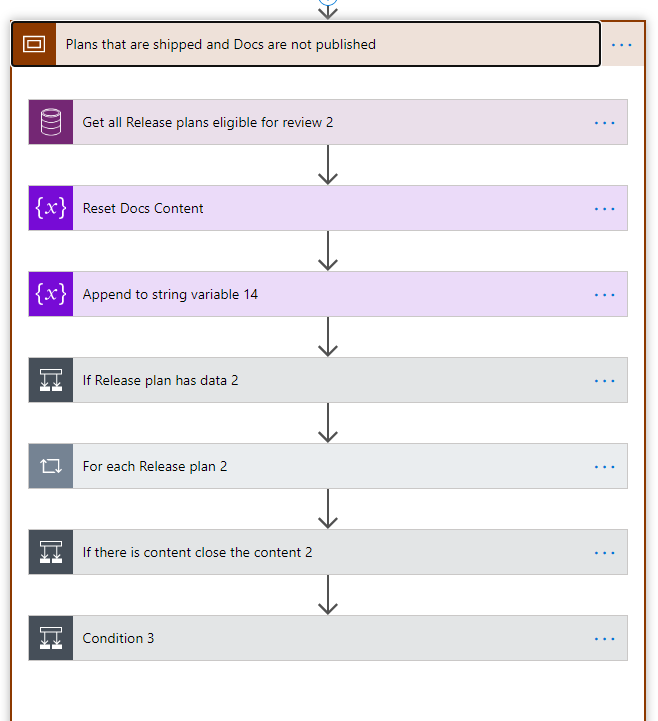 Plans that are shipped and Docs are not published
Get all Release plans eligible for review 2
{x} Reset Docs Content
{x} Append to string variable 14
If Release plan has data 2
For each Release plan 2
If there is content close the content 2
Condition 3